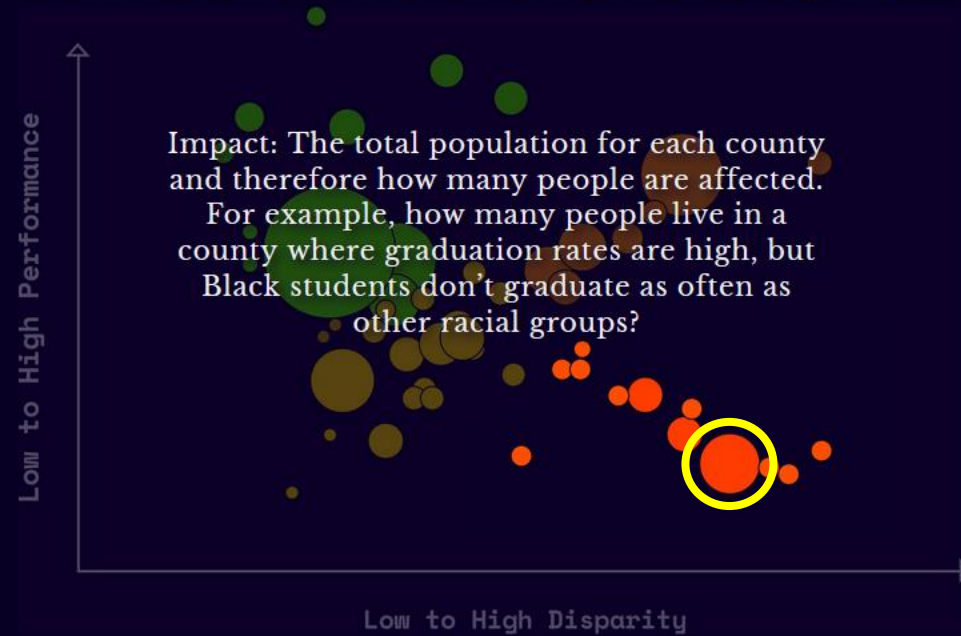 Impact: The total population for each county
and therefore how many people are affected.
For example, how many people live in a
county where graduation rates are high, but
Black students don’t graduate as often as
other racial groups?
Low to High Performance
Low to High Disparity